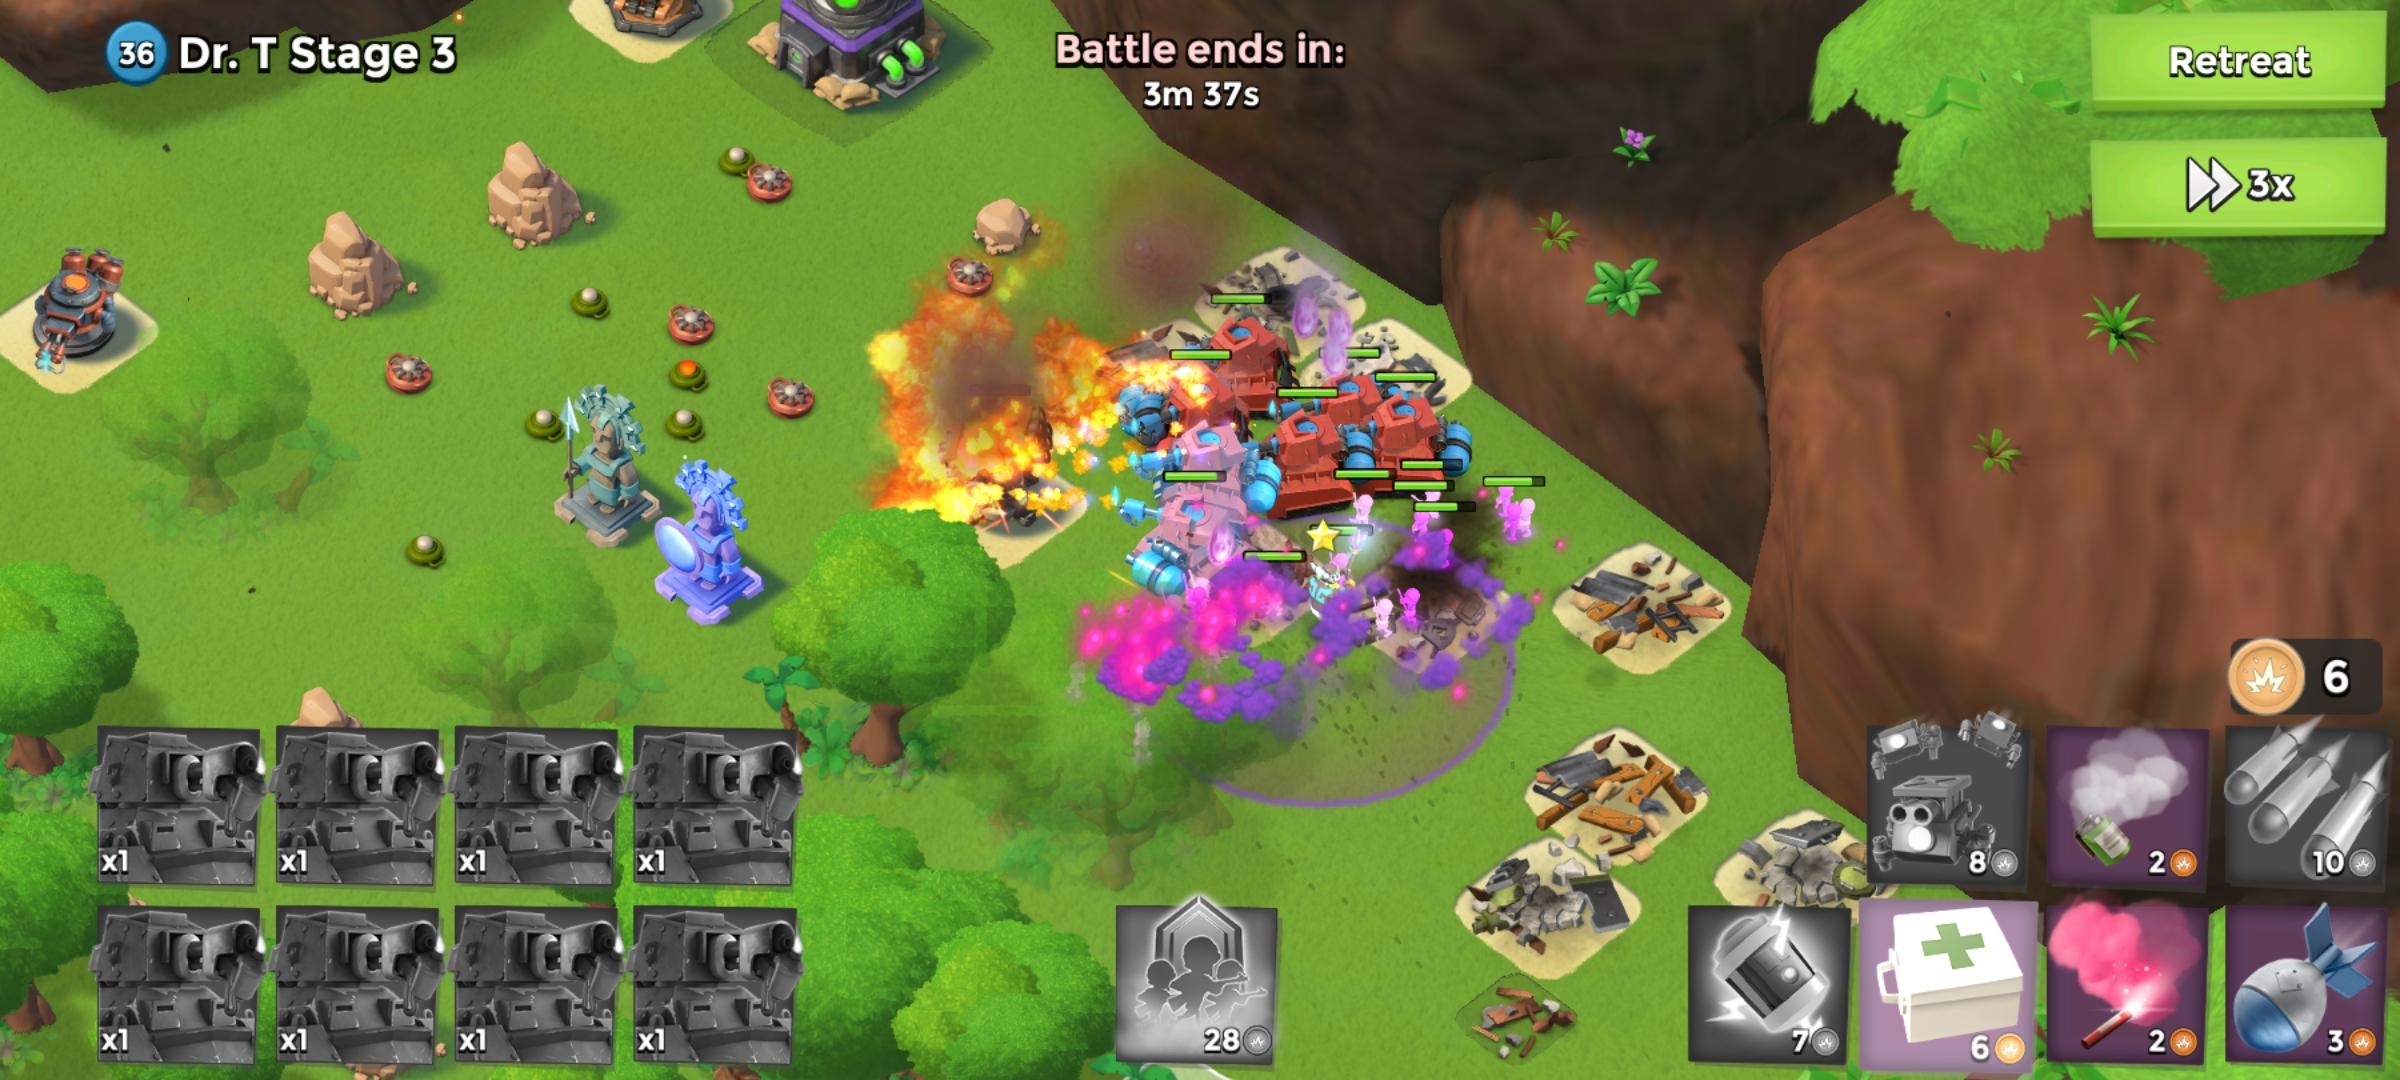 36 Dr. T Stage 3
Battle ends in:
3m 37s
Retreat
3x
6
x1 x1 x1 x1
8 2 10
x1 x1 x1 x1
28 7 6 2 3